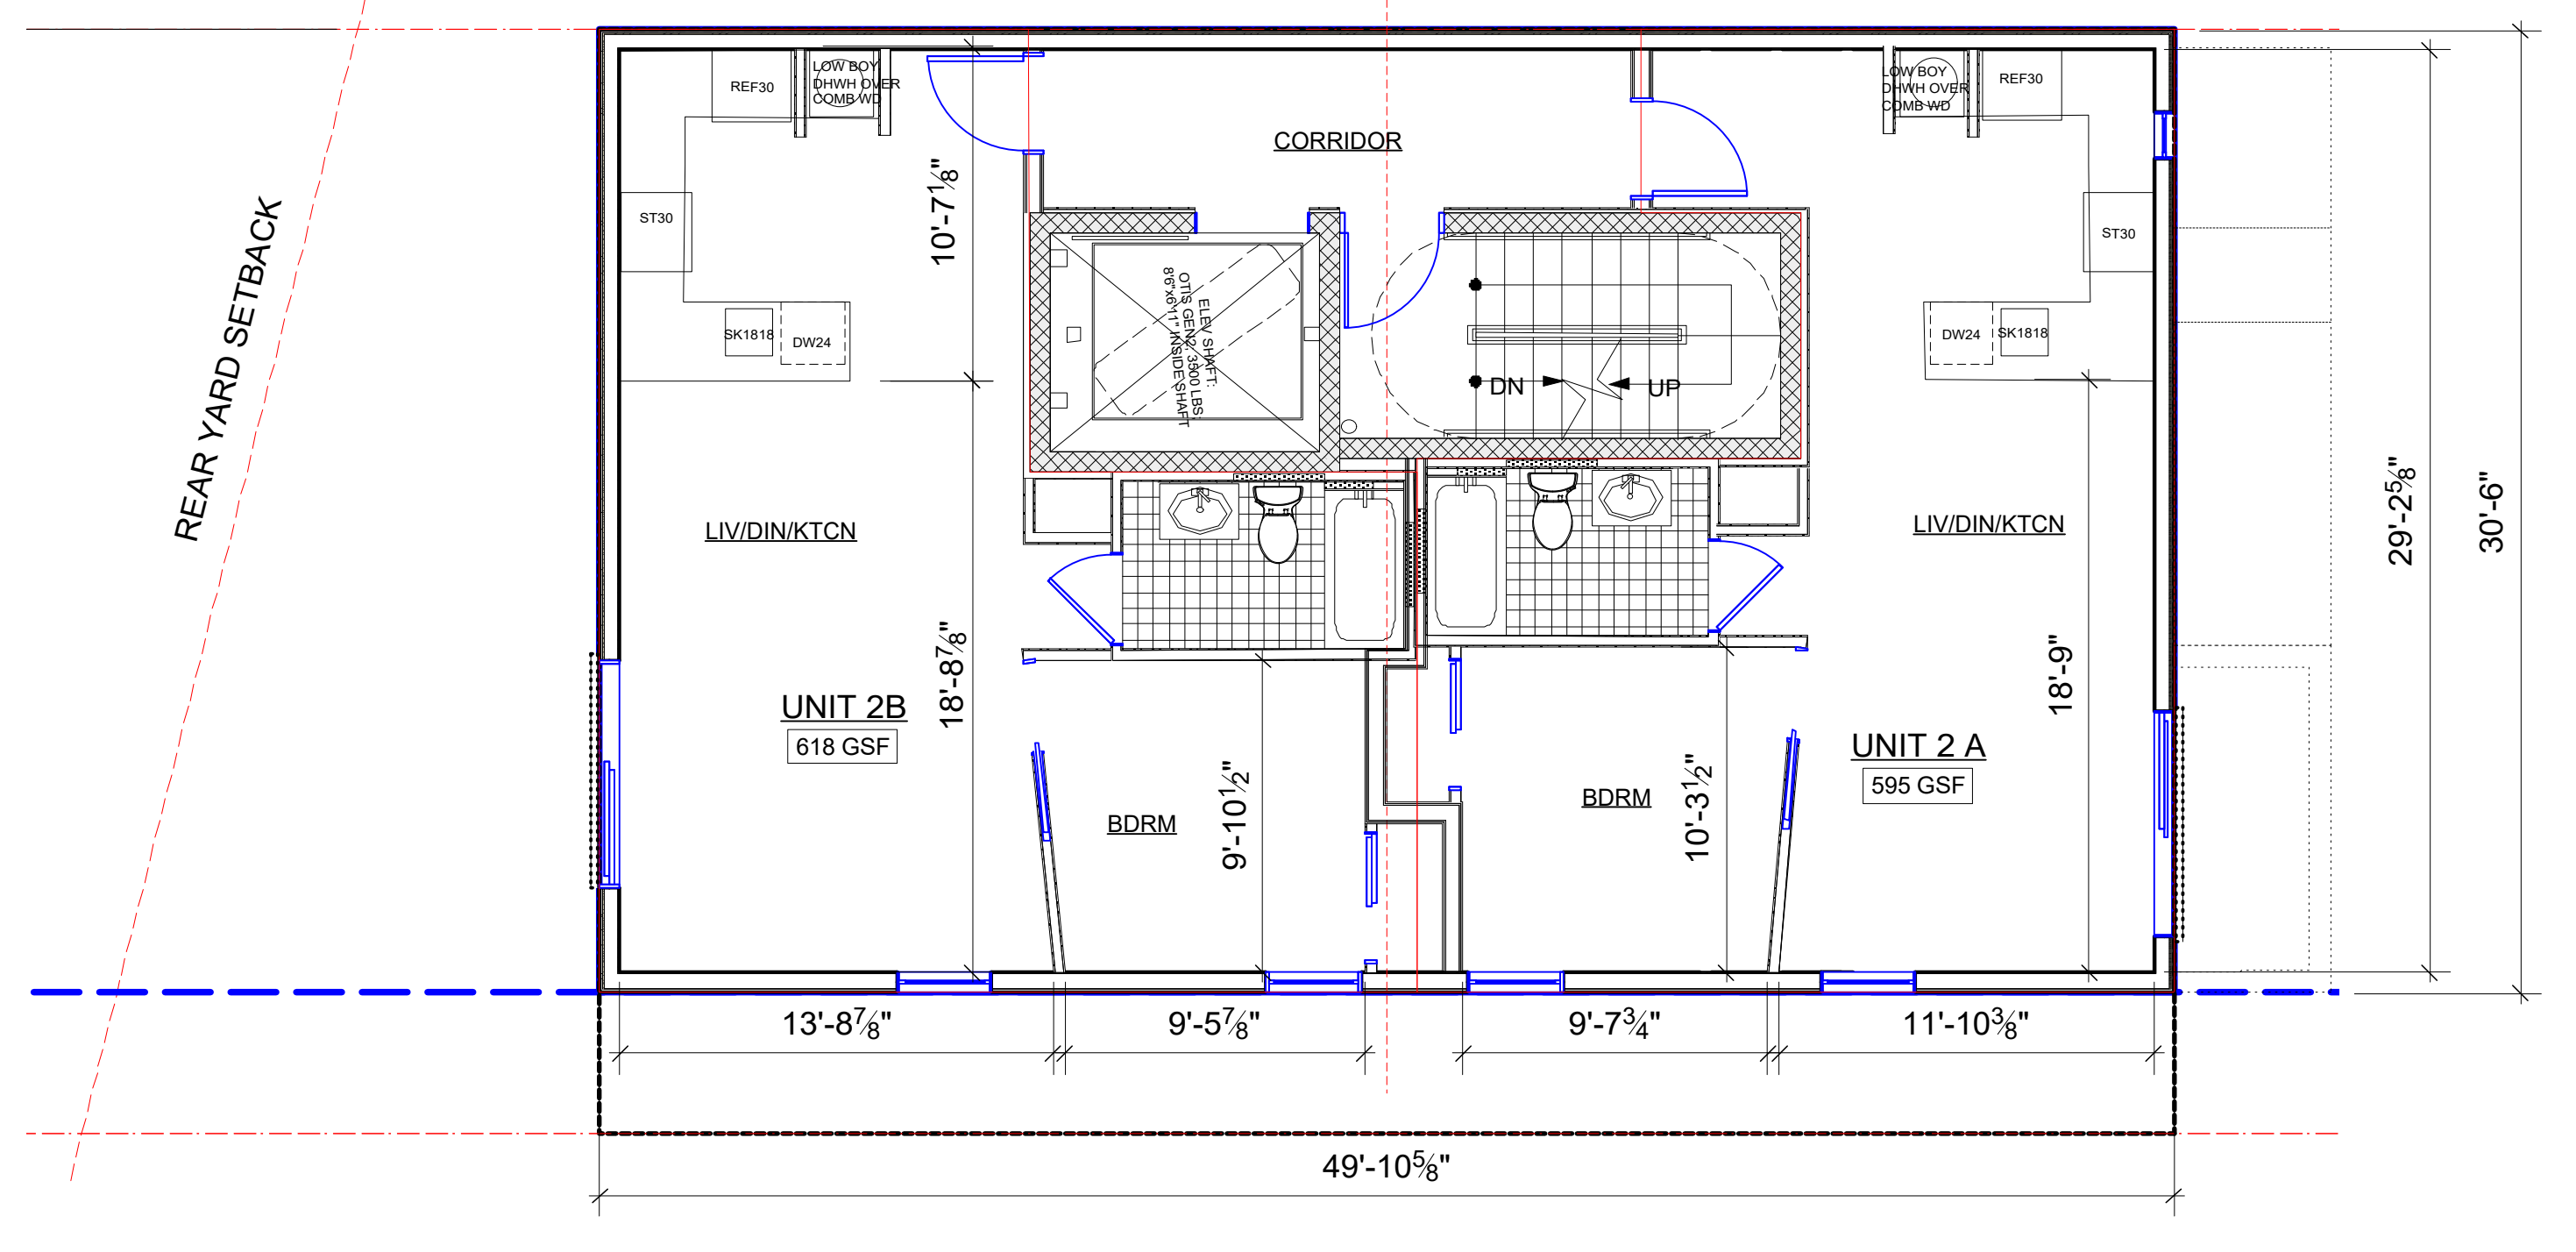 LOW BOY
DHWH OVER
COMB WD
REF30
LOW BOY
DHWH OVER
COMB WD
REF30
CORRIDOR
10'-7⅛"
ST30
ST30
REAR YARD SETBACK
ELEV SHAFT:
OTIS GEN2, 3500 LBS.
8'6"x6'11" INSIDE SHAFT
SK1818
DW24
DW24
SK1818
DN
UP
29'-2⅝"
30'-6"
LIV/DIN/KTCN
LIV/DIN/KTCN
18'-8⅞"
18'-9"
UNIT 2B
618 GSF
UNIT 2 A
595 GSF
9'-10½"
10'-3½"
BDRM
BDRM
13'-8⅞"
9'-5⅞"
9'-7¾"
11'-10⅜"
49'-10⅝"